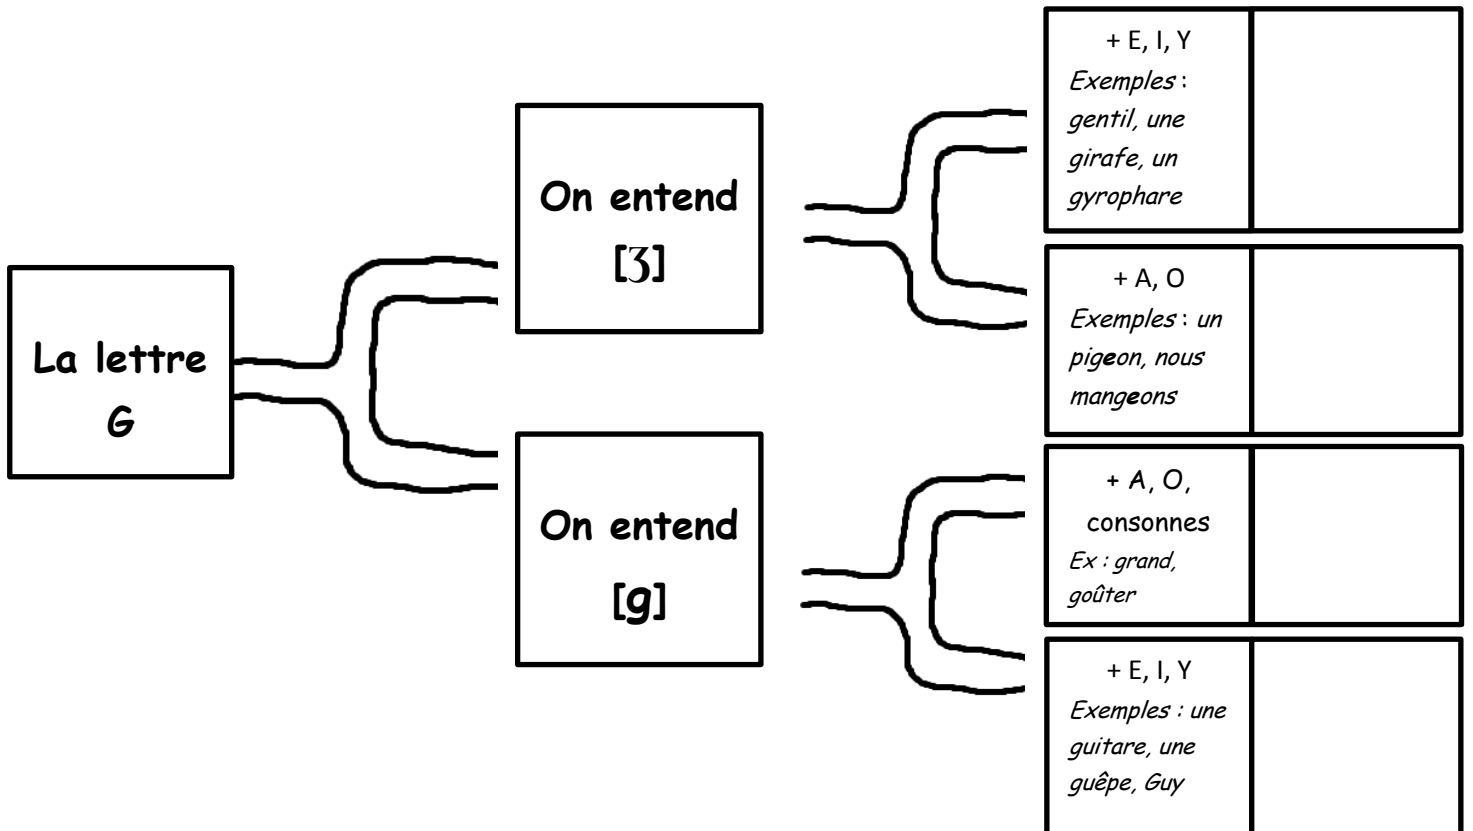 La lettre
G
On entend
[ʒ]
On entend
[g]
+ E, I, Y
Exemples :
gentil, une
girafe, un
gyrophare
+ A, O
Exemples : un
pigeon, nous
mangeons
+ A, O,
consonnes
Ex : grand,
goûter
+ E, I, Y
Exemples : une
guitare, une
guêpe, Guy